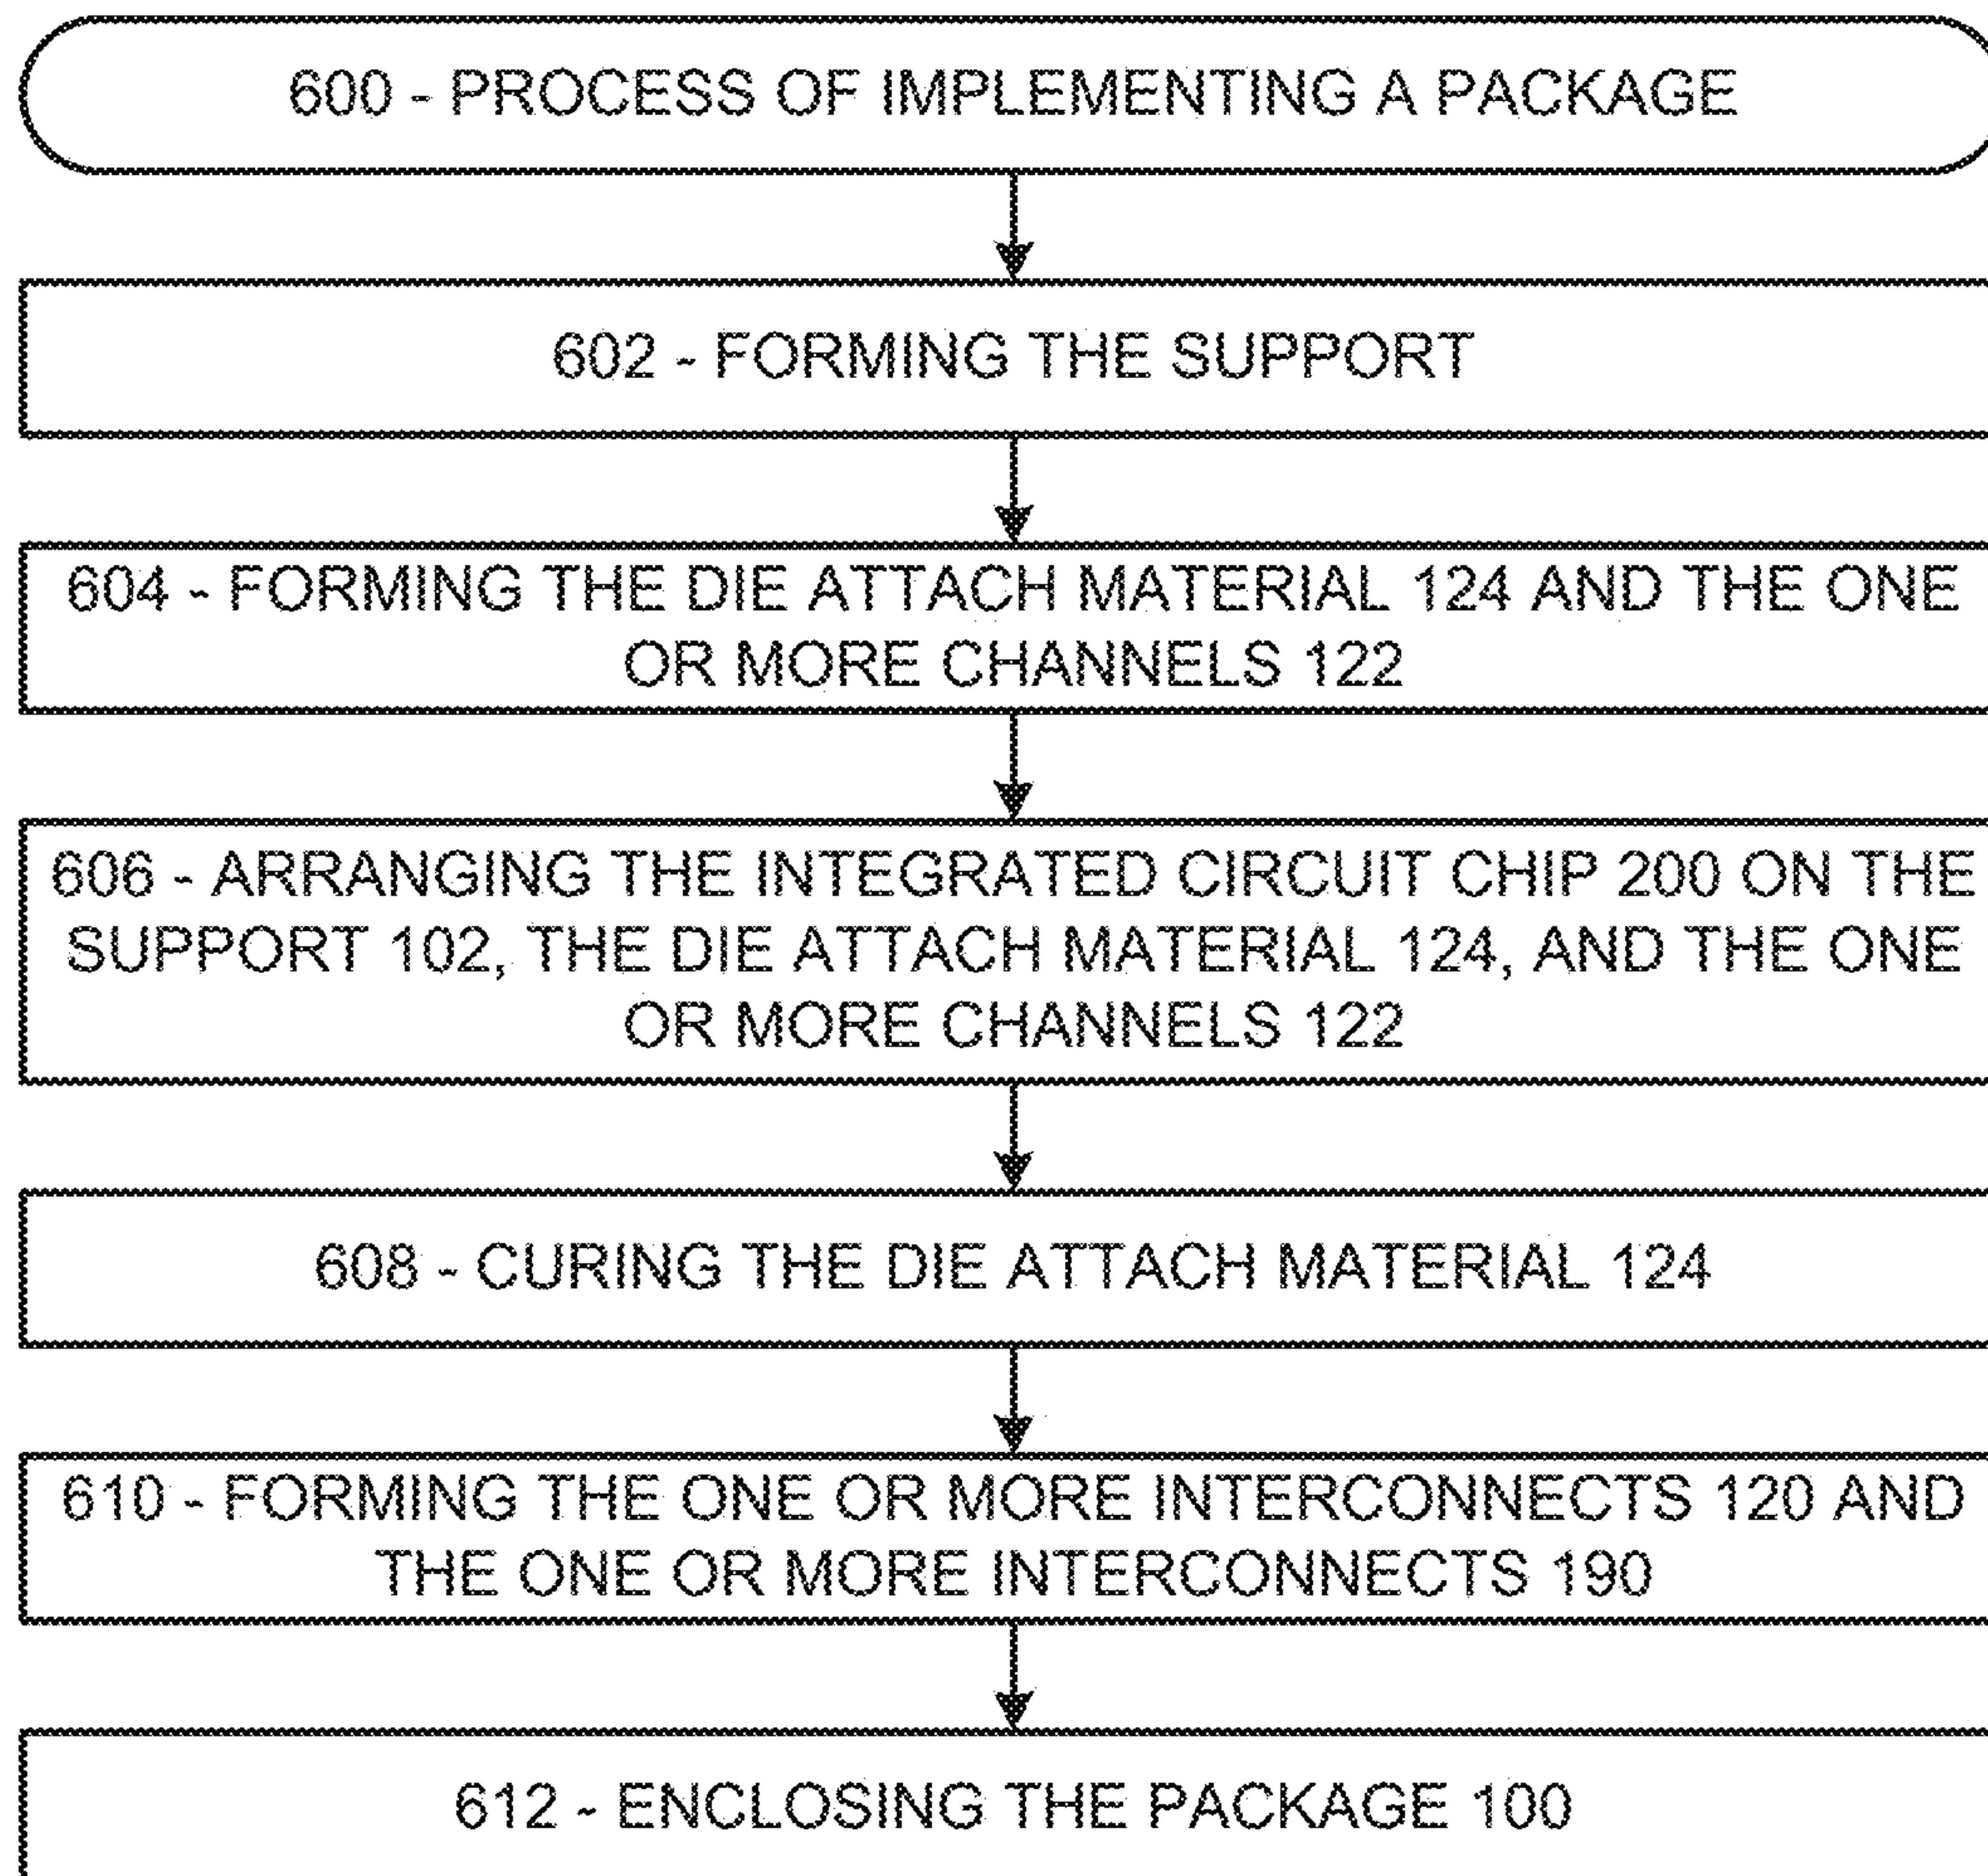 600 - PROCESS OF IMPLEMENTING A PACKAGE
602 - FORMING THE SUPPORT
604 - FORMING THE DIE ATTACH MATERIAL 124 AND THE ONE
OR MORE CHANNELS 122
606 - ARRANGING THE INTEGRATED CIRCUIT CHIP 200 ON THE
SUPPORT 102, THE DIE ATTACH MATERIAL 124, AND THE ONE
OR MORE CHANNELS 122
608 - CURING THE DIE ATTACH MATERIAL 124
610 - FORMING THE ONE OR MORE INTERCONNECTS 120 AND
THE ONE OR MORE INTERCONNECTS 190
612 - ENCLOSING THE PACKAGE 100